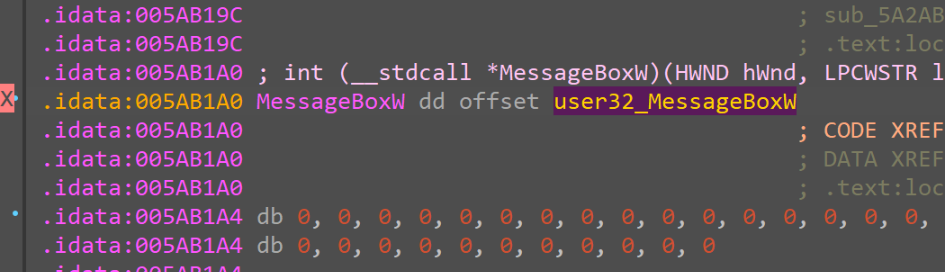 .idata:005AB19C ; sub_5A2AB
.idata:005AB19C ; .text:loc
.idata:005AB1A0 ; int (__stdcall *MessageBoxW)(HWND hWnd, LPCWSTR l
X .idata:005AB1A0 MessageBoxW dd offset user32_MessageBoxW
.idata:005AB1A0 ; CODE XREF
.idata:005AB1A0 ; DATA XREF
.idata:005AB1A0 ; .text:loc
.idata:005AB1A4 db 0, 0, 0, 0, 0, 0, 0, 0, 0, 0, 0, 0, 0, 0, 0, 0,
.idata:005AB1A4 db 0, 0, 0, 0, 0, 0, 0, 0, 0, 0, 0
.idata:005AB1A4